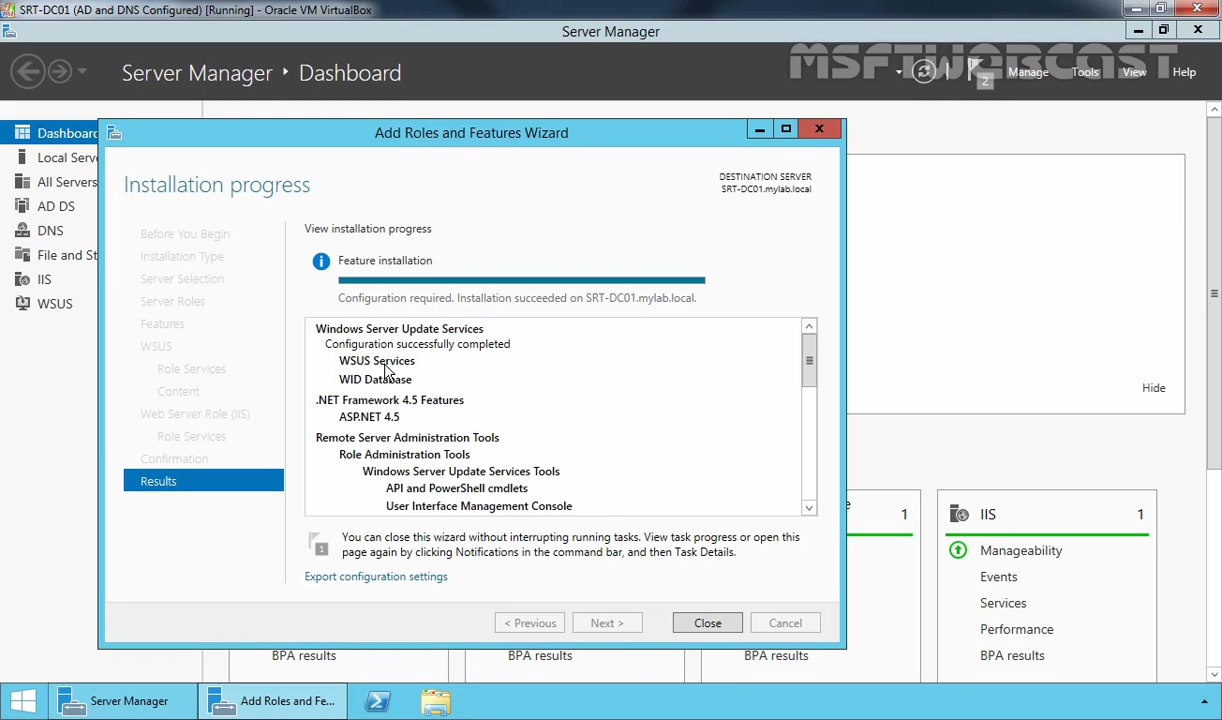 SRT-DC01 (AD and DNS Configured) [Running] - Oracle VM VirtualBox
Server Manager
Server Manager • Dashboard
MSFTWEBCAST
2
Manage
Tools
View
Help
Dashboard
Local Serve
All Servers
AD DS
DNS
File and St
IIS
WSUS
Add Roles and Features Wizard
Installation progress
DESTINATION SERVER
SRT-DC01.mylab.local
Before You Begin
Installation Type
Server Selection
Server Roles
Features
WSUS
Role Services
Content
Web Server Role (IIS)
Role Services
Confirmation
Results
View installation progress
Feature installation
Configuration required. Installation succeeded on SRT-DC01.mylab.local.
Windows Server Update Services
Configuration successfully completed
WSUS Services
WID Database
.NET Framework 4.5 Features
ASP.NET 4.5
Remote Server Administration Tools
Role Administration Tools
Windows Server Update Services Tools
API and PowerShell cmdlets
User Interface Management Console
1
You can close this wizard without interrupting running tasks. View task progress or open this
page again by clicking Notifications in the command bar, and then Task Details.
Export configuration settings
< Previous
Next >
Close
Cancel
Hide
e
1
IIS
1
Manageability
Events
Services
Performance
BPA results
BPA results
BPA results
BPA results
Server Manager
Add Roles and Fe...